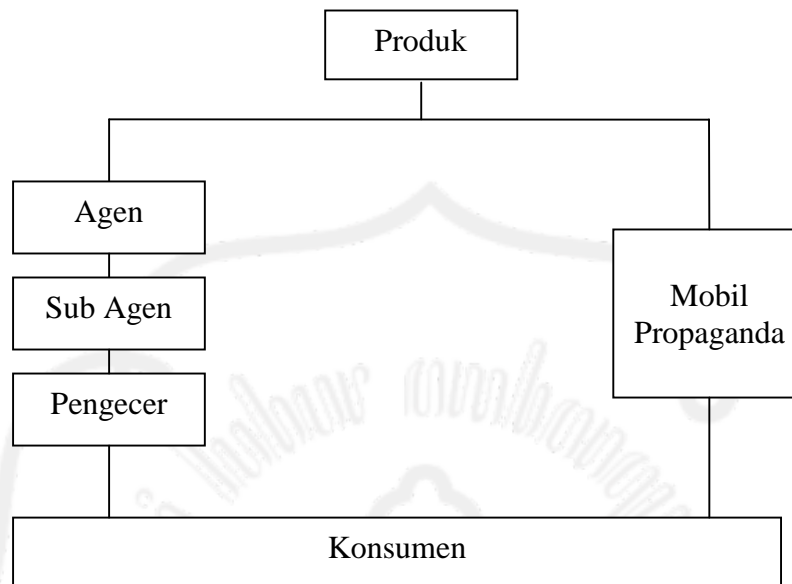 Produk
Agen
Sub Agen
Pengecer
Mobil
Propaganda
Konsumen